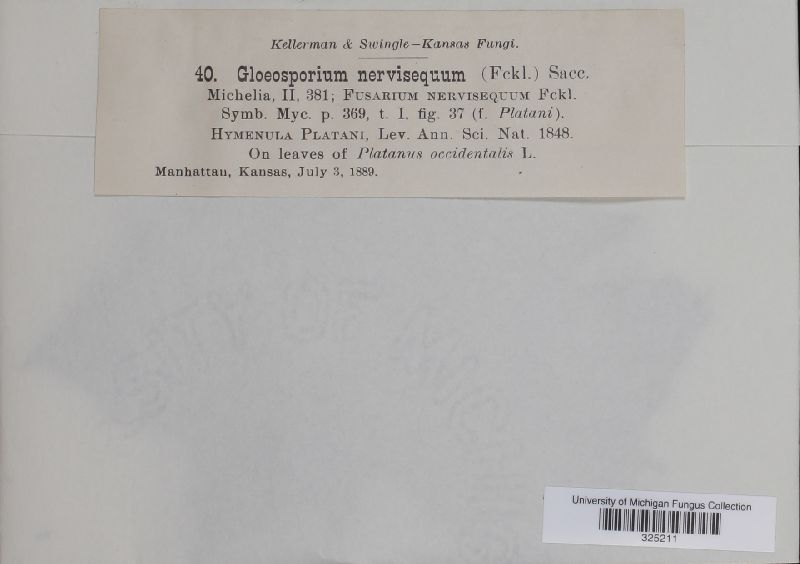 Kellerman & Swingle—Kansas Fungi.
40. Gloeosporium nervisequum (Fckl.) Sacc.
Michelia, II, 381; FUSARIUM NERVISEQUUM Fckl.
Symb. Myc. p. 369, t. I, fig. 37 (f. Platani).
HYMENULA PLATANI, Lev. Ann. Sci. Nat. 1848.
On leaves of Platanus occidentalis L.
Manhattan, Kansas, July 3, 1889.
University of Michigan Fungus Collection
325211